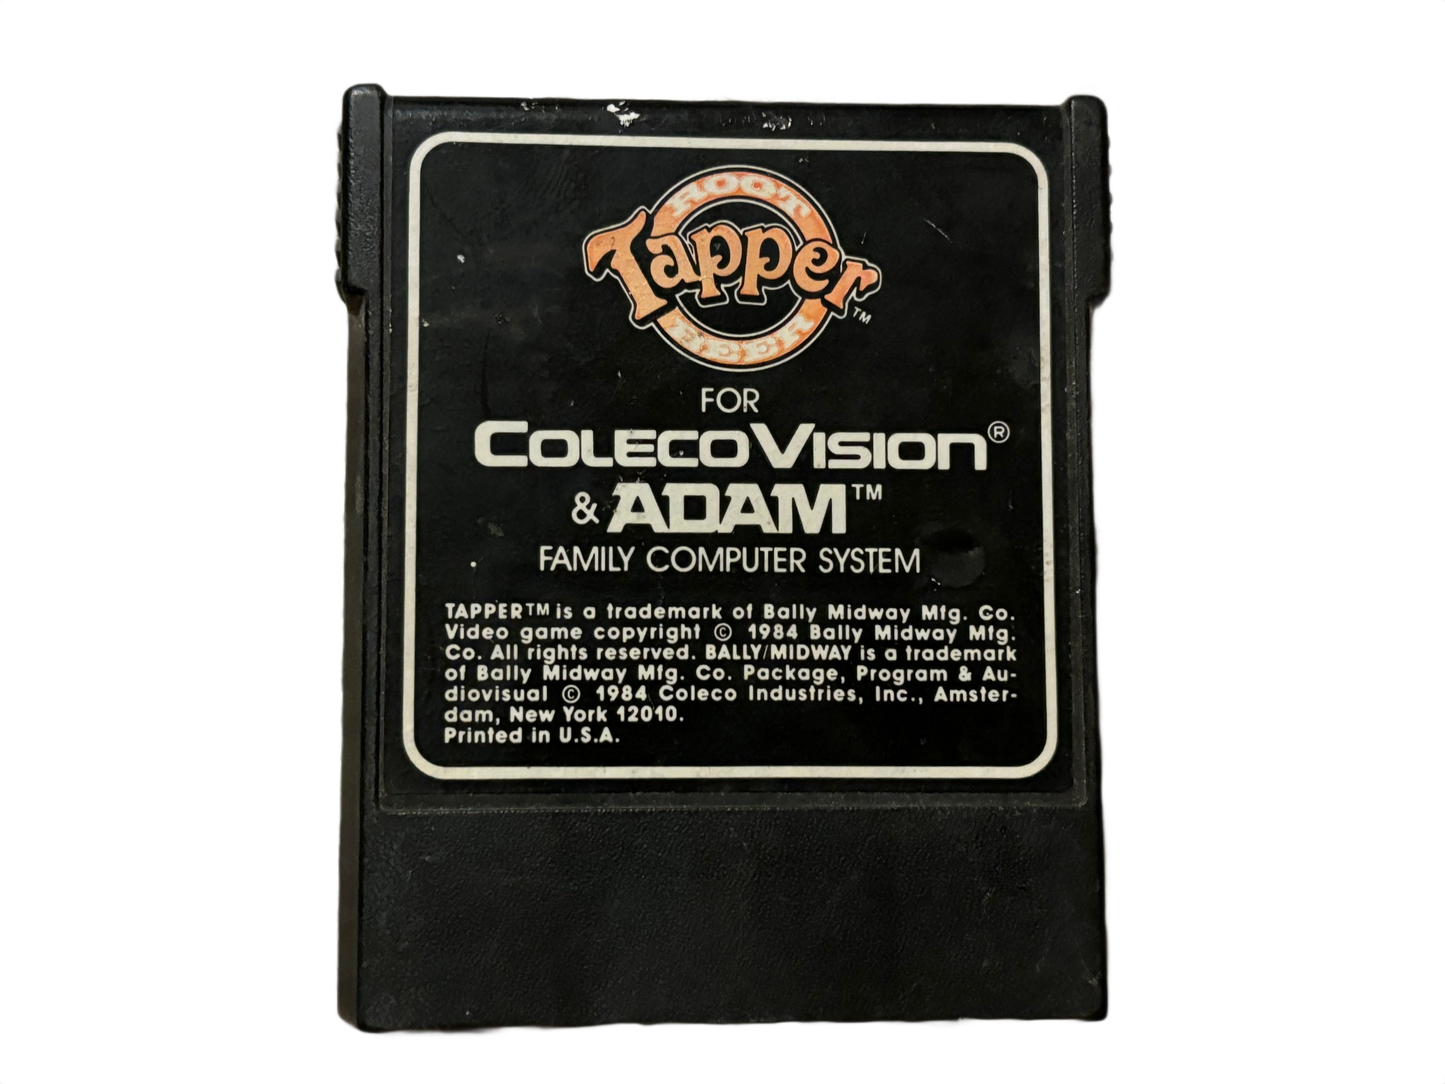 ROOT
Tapper™
BEER
FOR
COLECOVISION®
& ADAM™
FAMILY COMPUTER SYSTEM
TAPPER™ is a trademark of Bally Midway Mfg. Co.
Video game copyright © 1984 Bally Midway Mfg.
Co. All rights reserved. BALLY/MIDWAY is a trademark
of Bally Midway Mfg. Co. Package, Program & Au-
diovisual © 1984 Coleco Industries, Inc., Amster-
dam, New York 12010.
Printed in U.S.A.